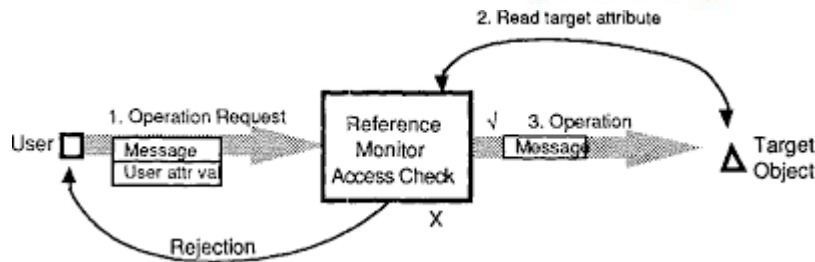 2. Read target attribute
1. Operation Request
User
Message
User attr val
Reference
Monitor
Access Check
√
3. Operation
Message
Target
Object
X
Rejection